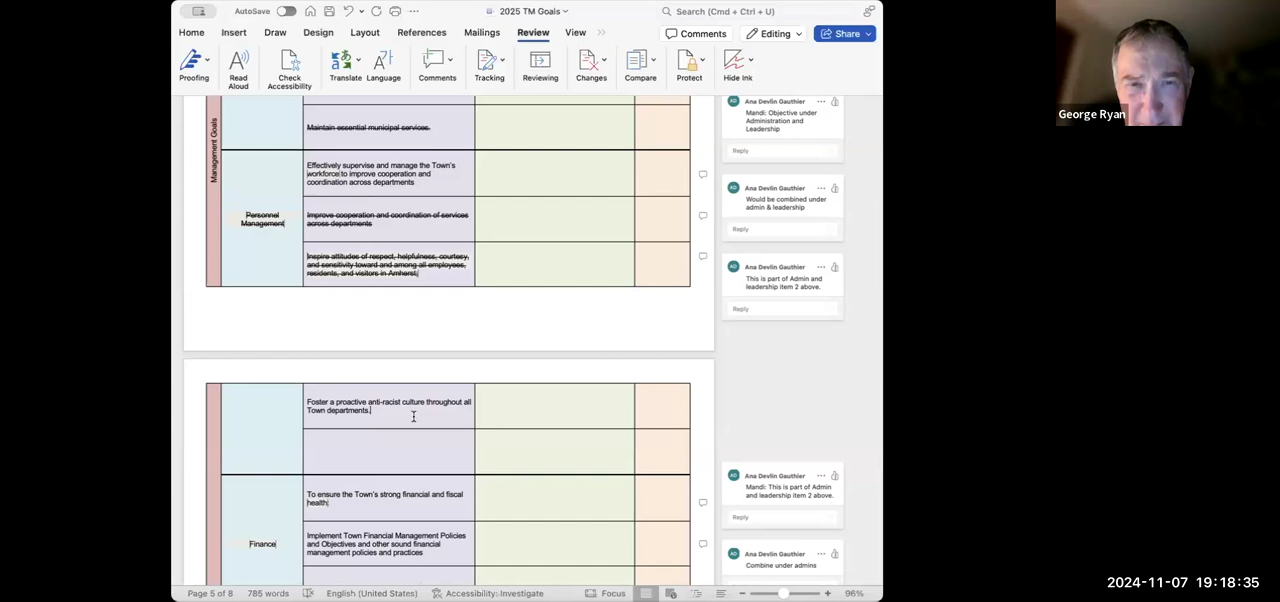 AutoSave
2025 TM Goals
Search (Cmd + Ctrl + U)
Home Insert Draw Design Layout References Mailings Review View
Comments Editing Share
Proofing Read Aloud Check Accessibility Translate Language Comments Tracking Reviewing Changes Compare Protect Hide Ink
Management Goals
Maintain essential municipal services.
Effectively supervise and manage the Town's
workforce to improve cooperation and
coordination across departments
Personnel
Management
Improve cooperation and coordination of services
across departments
Inspire attitudes of respect, helpfulness, courtesy,
and sensitivity toward and among all employees,
residents, and visitors in Amherst;
Foster a proactive anti-racist culture throughout all
Town departments.
To ensure the Town's strong financial and fiscal
health
Finance
Implement Town Financial Management Policies
and Objectives and other sound financial
management policies and practices
AD Ana Devlin Gauthier
Mandi: Objective under
Administration and
Leadership
Reply
AD Ana Devlin Gauthier
Would be combined under
admin & leadership
Reply
AD Ana Devlin Gauthier
This is part of Admin and
leadership item 2 above.
Reply
AD Ana Devlin Gauthier
Mandi: This is part of Admin
and leadership item 2 above.
Reply
AD Ana Devlin Gauthier
Combine under admins
Page 5 of 8 785 words English (United States) Accessibility: Investigate Focus 96%
George Ryan
2024-11-07 19:18:35